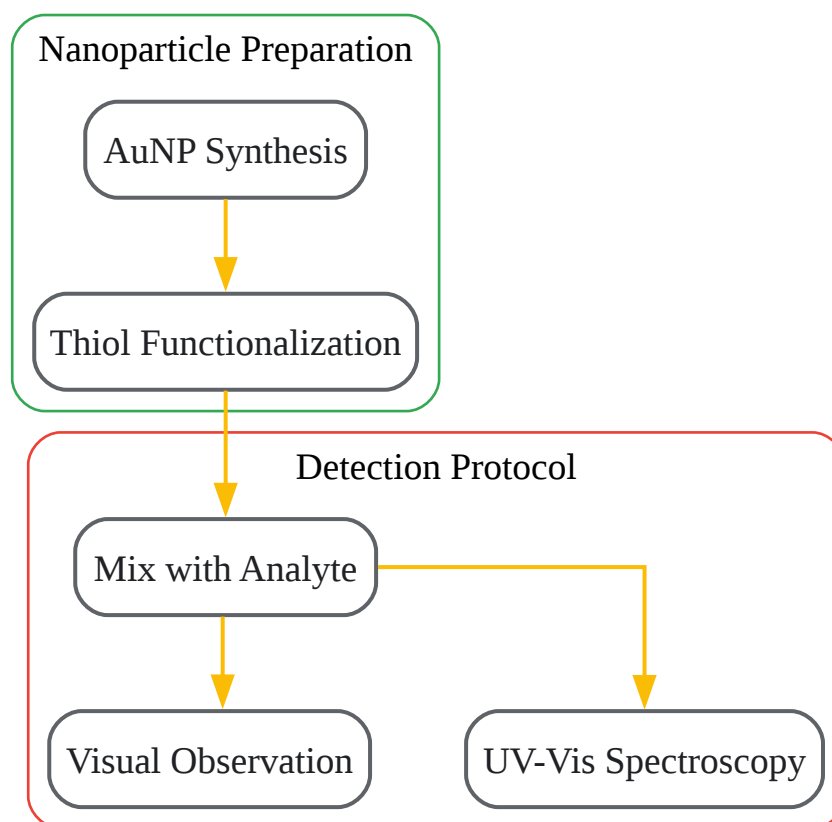 Nanoparticle Preparation
AuNP Synthesis
Thiol Functionalization
Detection Protocol
Mix with Analyte
Visual Observation
UV-Vis Spectroscopy